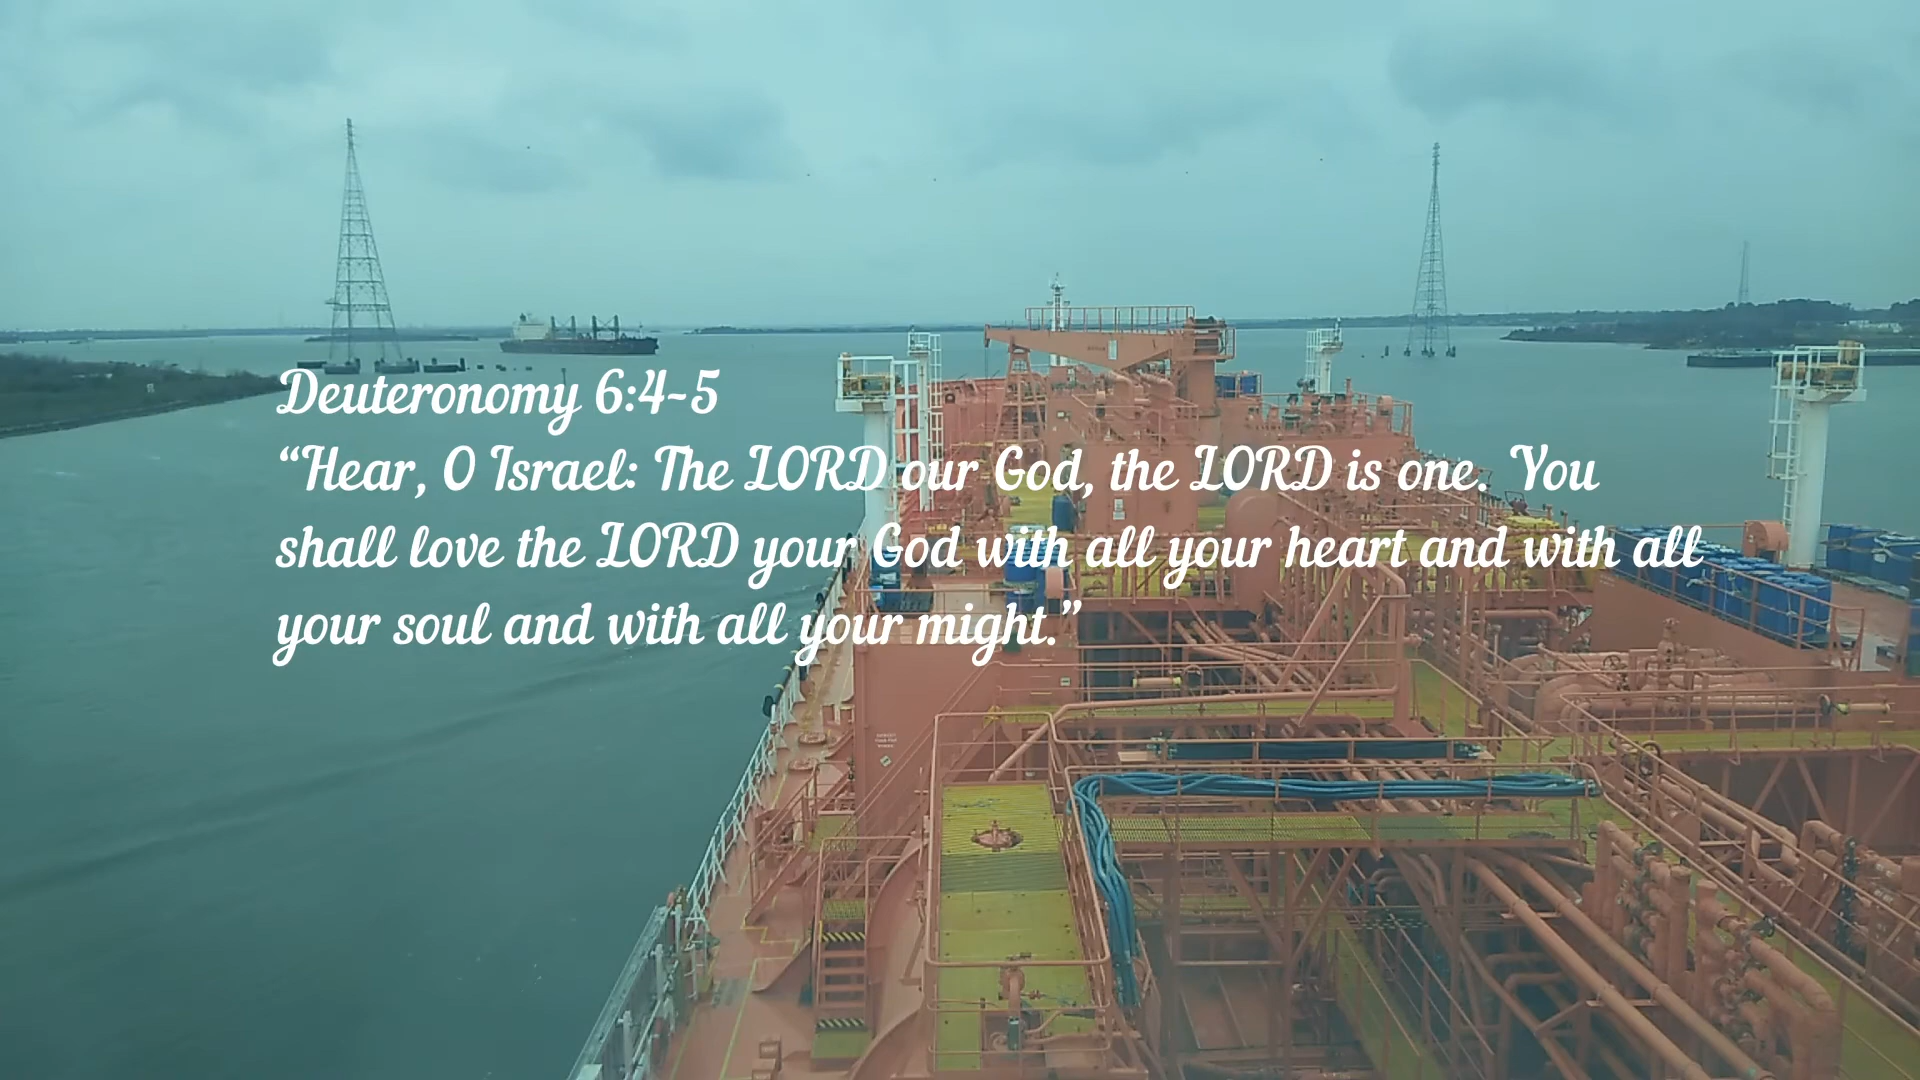 Deuteronomy 6:4-5
“Hear, O Israel: The LORD our God, the LORD is one. You
shall love the LORD your God with all your heart and with all
your soul and with all your might.”